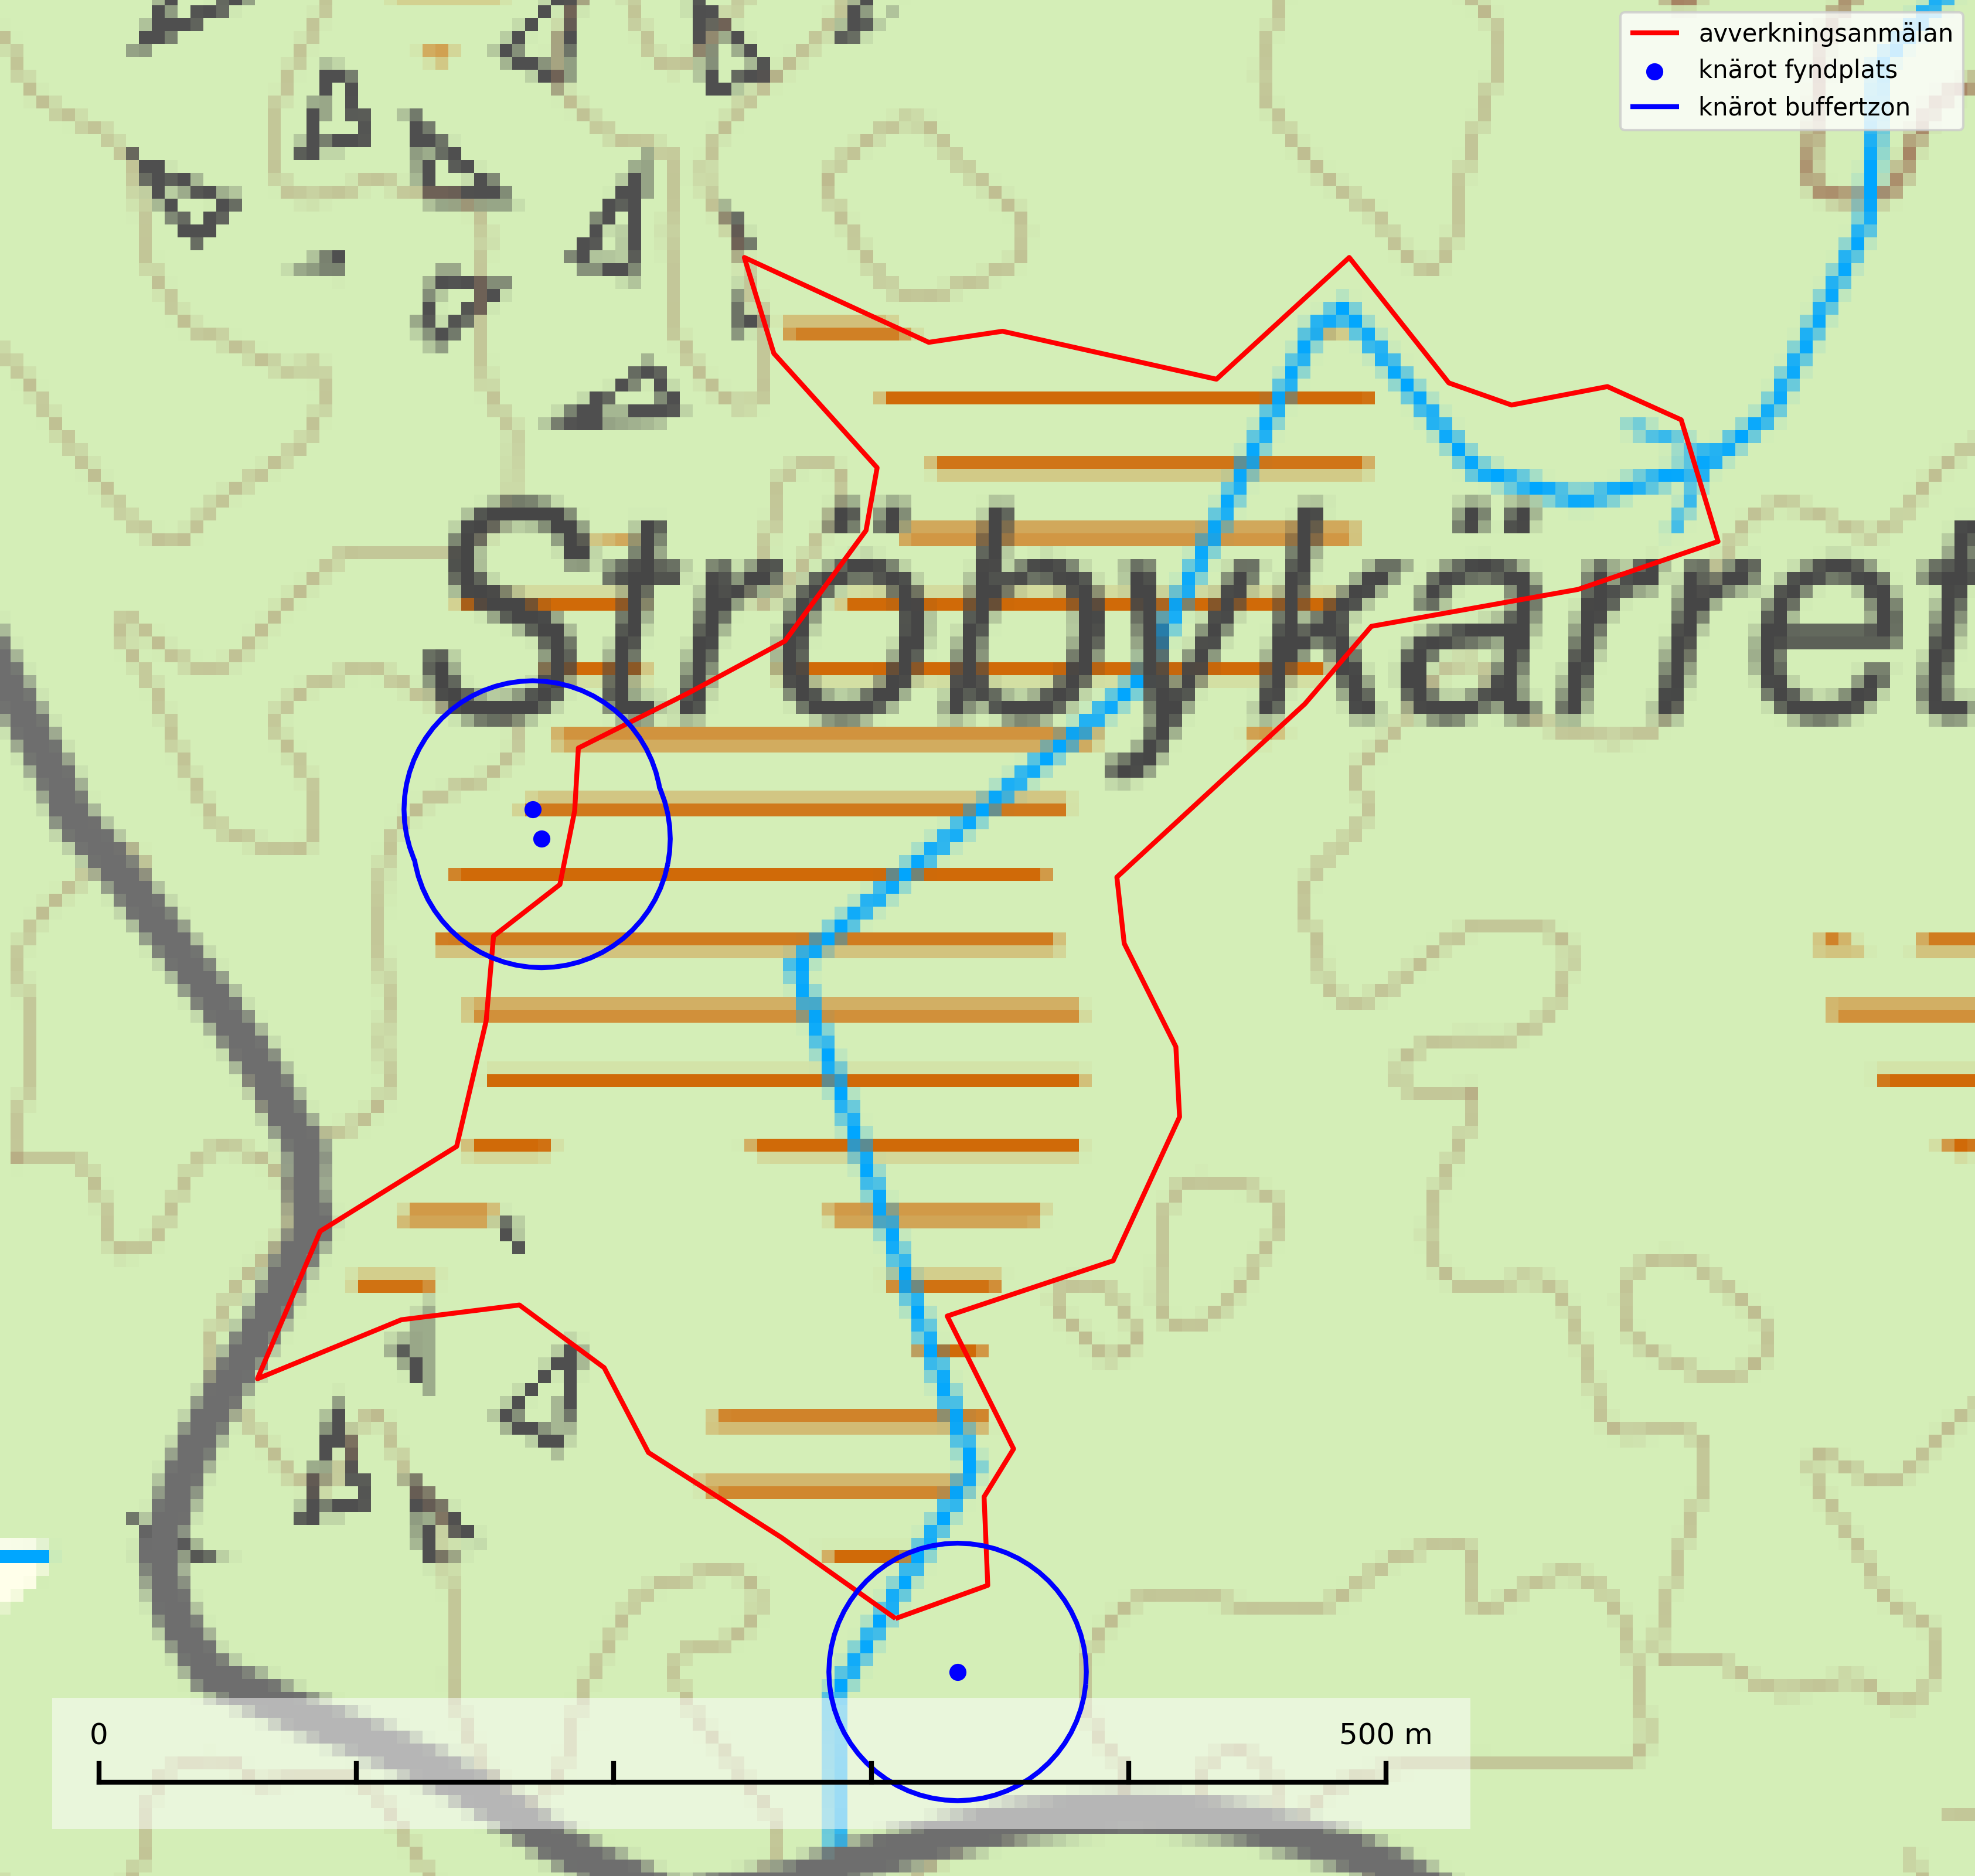 avverkningsanmälan
knärot fyndplats
knärot buffertzon
Ströbykärret
0 500 m